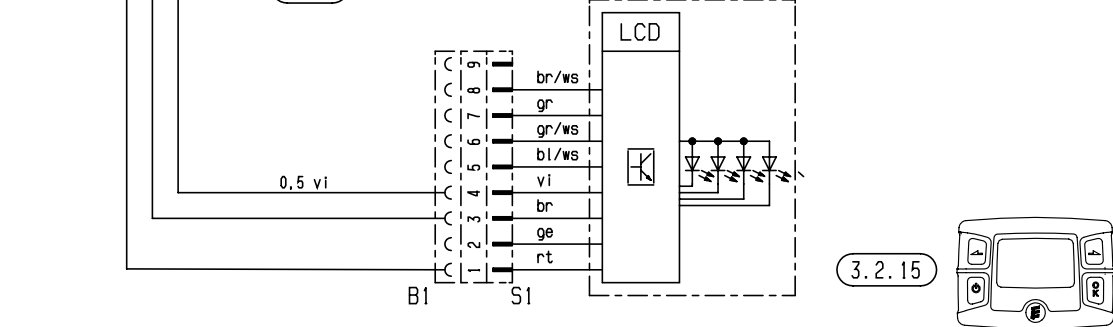 LCD
9
8 br/ws
7 gr
6 gr/ws
5 bl/ws
0,5 vi 4 vi
3 br
2 ge
1 rt
B1 S1
3.2.15
OK